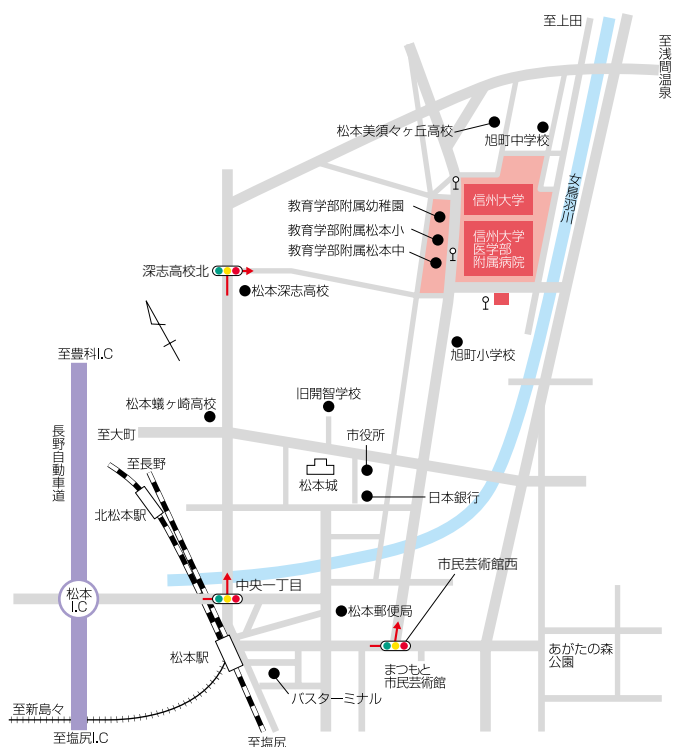 至上田
至浅間温泉
松本美須々ヶ丘高校
旭町中学校
女鳥羽川
信州大学
教育学部附属幼稚園
教育学部附属松本小
教育学部附属松本中
信州大学
医学部
附属病院
深志高校北
松本深志高校
旭町小学校
至豊科I.C
長野自動車道
松本蟻ヶ崎高校
旧開智学校
至大町
市役所
至長野
松本城
日本銀行
北松本駅
市民芸術館西
中央一丁目
松本
I.C
松本郵便局
松本駅
まつもと
市民芸術館
あがたの森
公園
バスターミナル
至新島々
至塩尻I.C
至塩尻